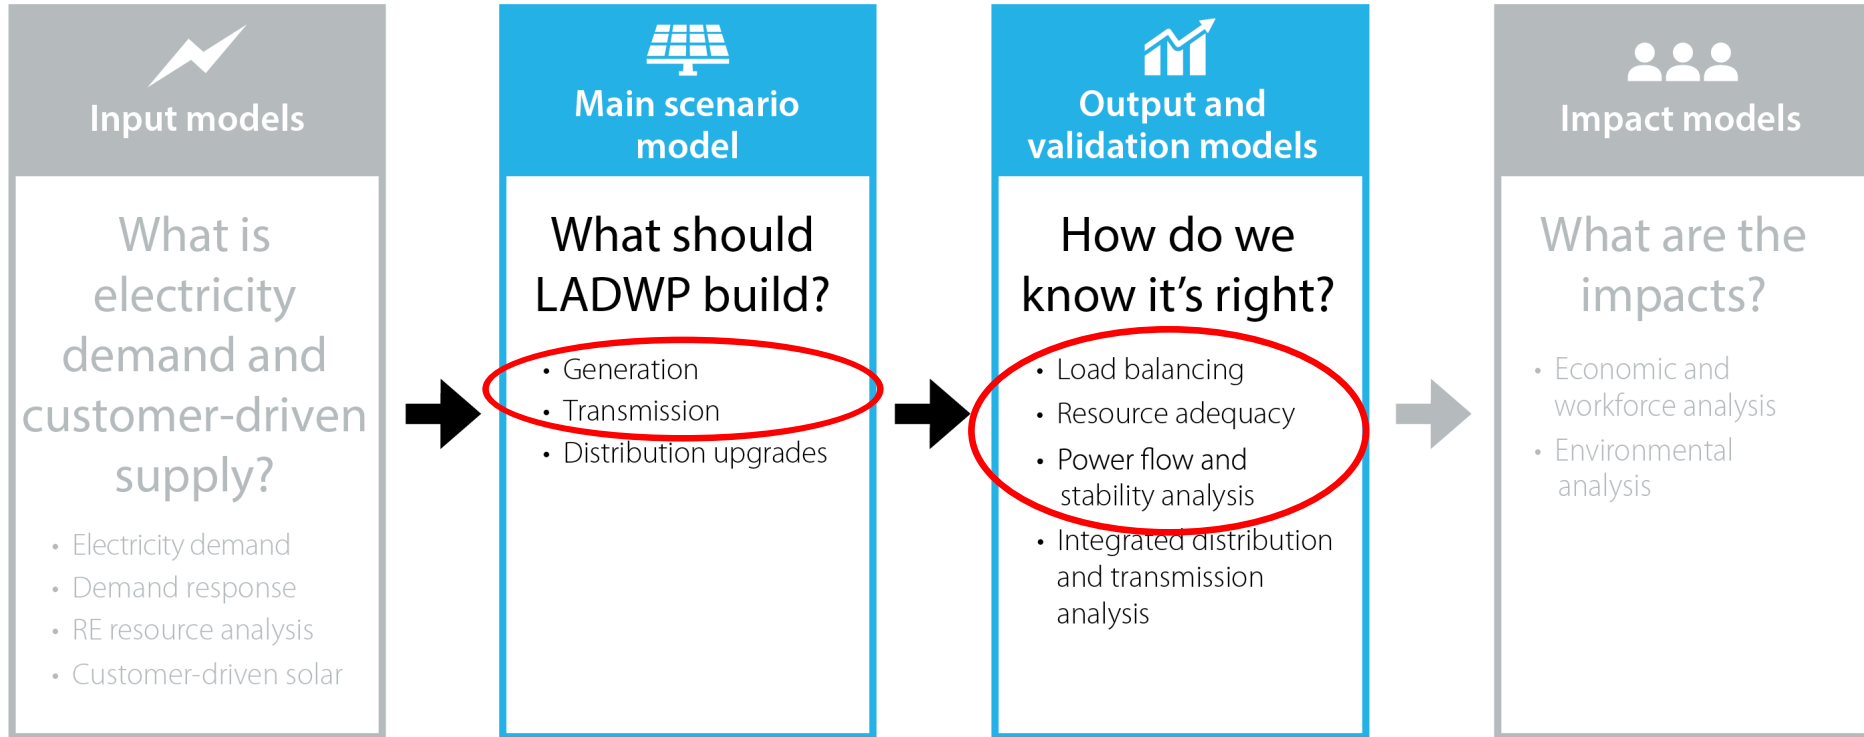 Input models
What is
electricity
demand and
customer-driven
supply?
• Electricity demand
• Demand response
• RE resource analysis
• Customer-driven solar
Main scenario
model
What should
LADWP build?
• Generation
• Transmission
• Distribution upgrades
Output and
validation models
How do we
know it’s right?
• Load balancing
• Resource adequacy
• Power flow and
stability analysis
• Integrated distribution
and transmission
analysis
Impact models
What are the
impacts?
• Economic and
workforce analysis
• Environmental
analysis